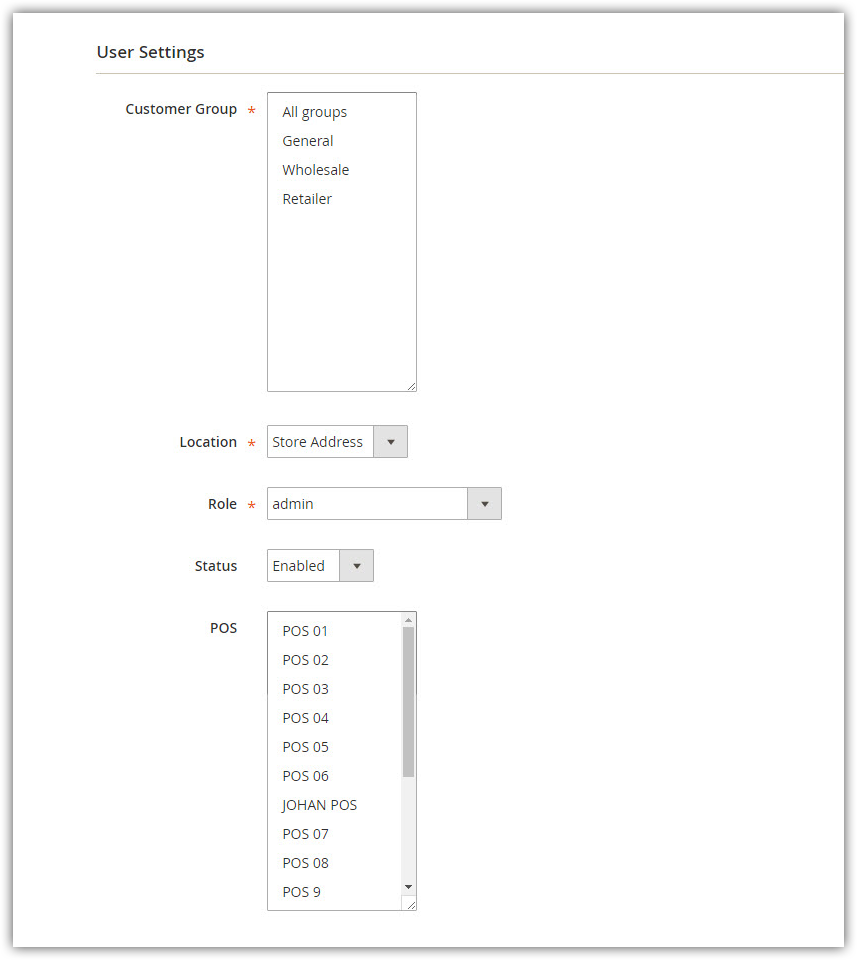 User Settings
Customer Group *
All groups
General
Wholesale
Retailer
Location * Store Address
Role * admin
Status Enabled
POS
POS 01
POS 02
POS 03
POS 04
POS 05
POS 06
JOHAN POS
POS 07
POS 08
POS 9